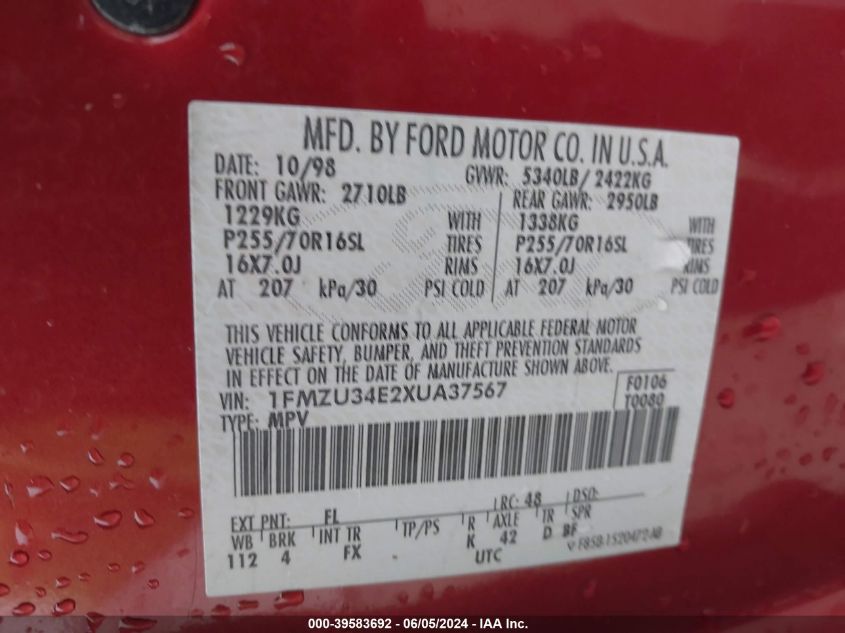 MFD. BY FORD MOTOR CO. IN U.S.A.
DATE: 10/98 GVWR: 5340LB/ 2422KG
FRONT GAWR: 2710LB REAR GAWR: 2950LB
1229KG WITH 1338KG WITH
P255/70R16SL TIRES P255/70R16SL TIRES
16X7.0J RIMS 16X7.0J RIMS
AT 207 kPa/30 PSI COLD AT 207 kPa/30 PSI COLD
THIS VEHICLE CONFORMS TO ALL APPLICABLE FEDERAL MOTOR
VEHICLE SAFETY, BUMPER, AND THEFT PREVENTION STANDARDS
IN EFFECT ON THE DATE OF MANUFACTURE SHOWN ABOVE.
VIN: 1FMZU34E2XUA37567 F0106
TYPE: MPV T0080
EXT PNT: FL RC: 48 DSO:
WB BRK INT TR TP/PS R AXLE TR SPR
112 4 FX K 42 D BF
UTC
000-39583692 - 06/05/2024 - IAA Inc.